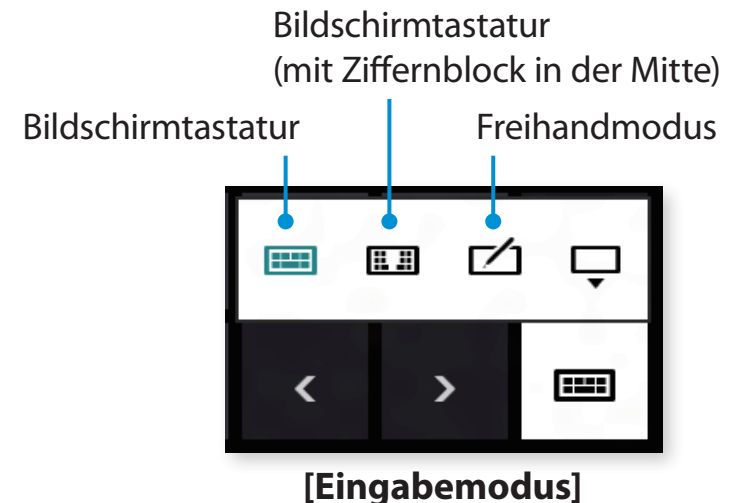 Bildschirmtastatur
(mit Ziffernblock in der Mitte)
Bildschirmtastatur
Freihandmodus
[Eingabemodus]